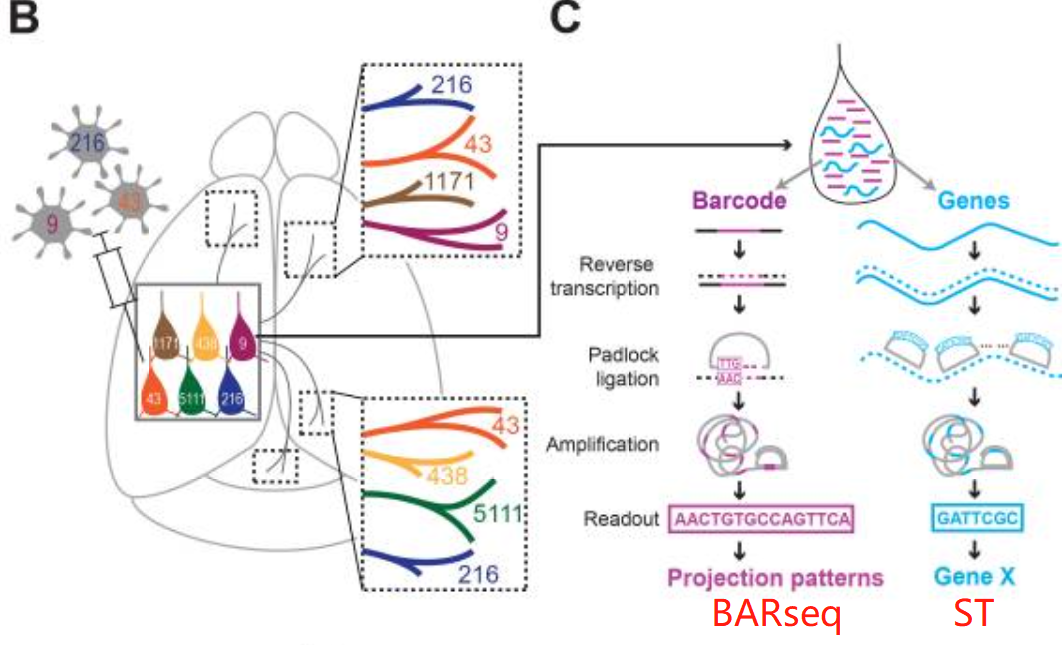 B
216
43
9
1171
438
9
43
5111
216
216
43
1171
9
43
438
5111
216
C
Barcode
Genes
Reverse
transcription
Padlock
ligation
TTG
AAC
Amplification
Readout
AACTGTGCCAGTTCA
GATTCGC
Projection patterns
Gene X
BARseq
ST